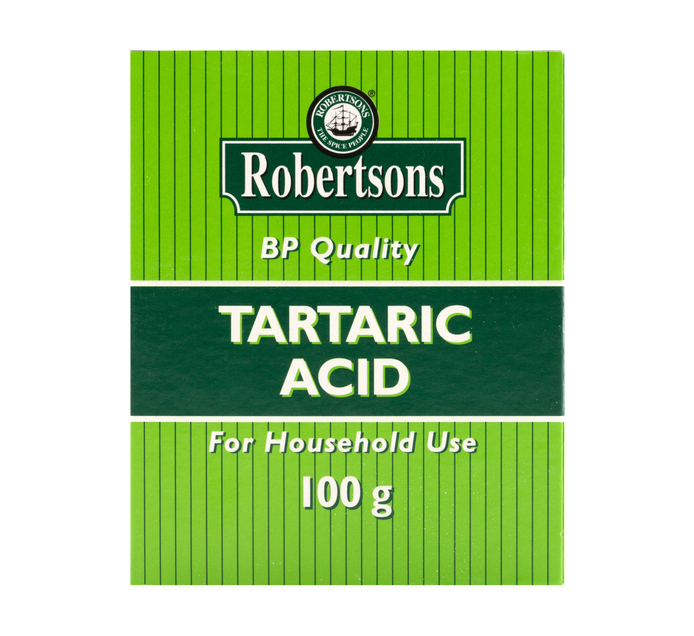 ROBERTSONS ®
THE SPICE PEOPLE
Robertsons
BP Quality
TARTARIC
ACID
For Household Use
100 g